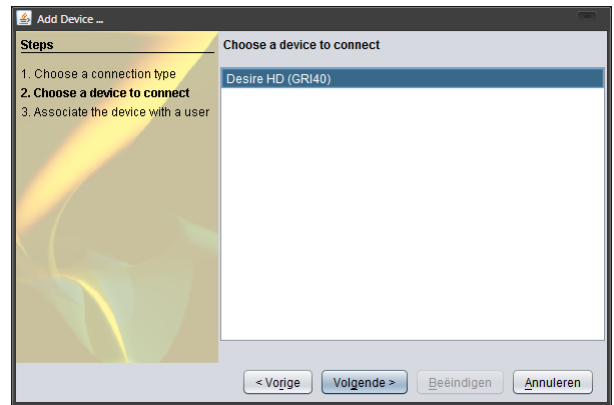 Add Device ...
Steps
1. Choose a connection type
2. Choose a device to connect
3. Associate the device with a user
Choose a device to connect
Desire HD (GRI40)
< Vorige
Volgende >
Beëindigen
Annuleren